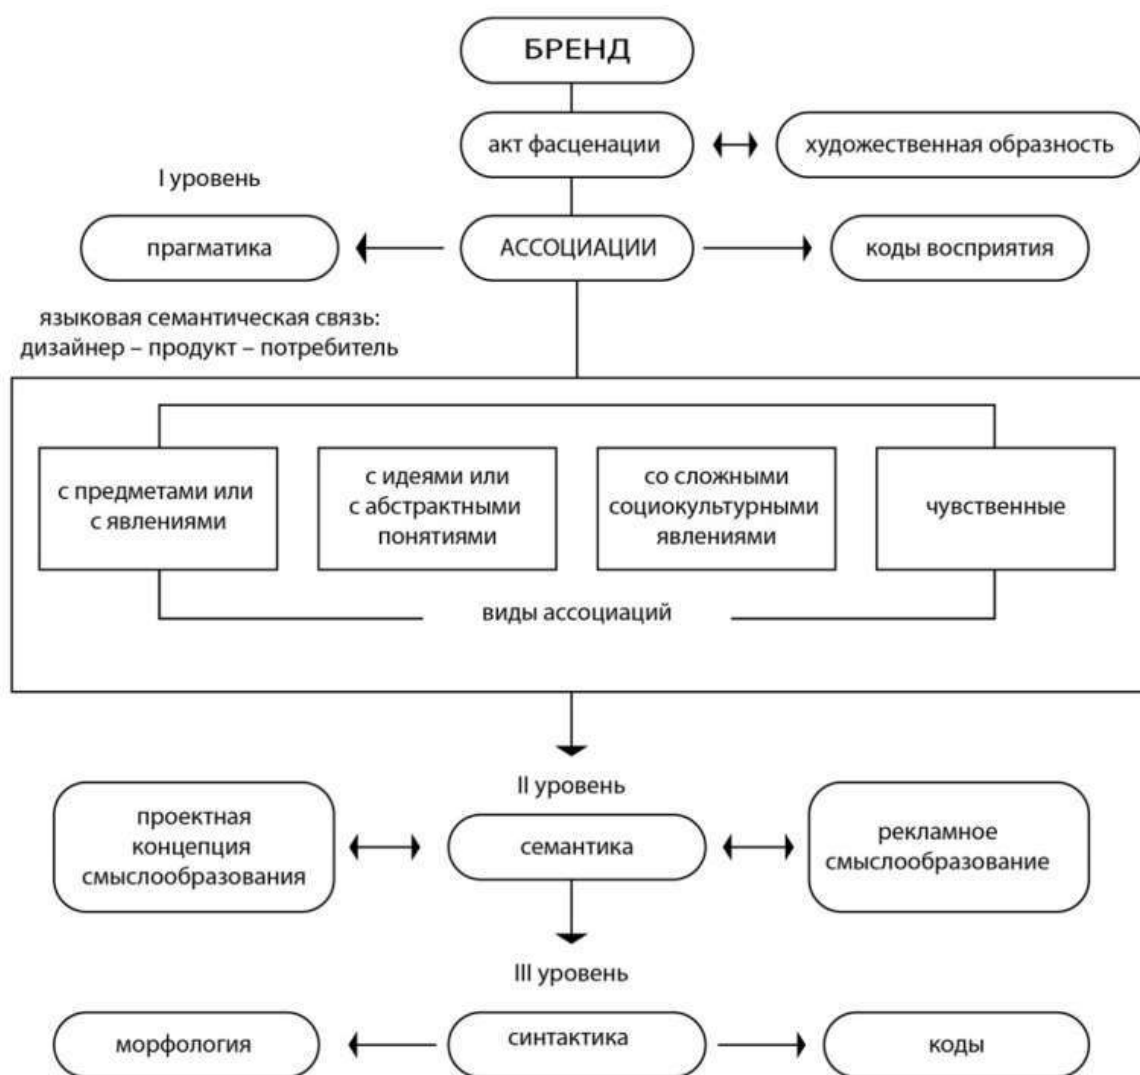 БРЕНД
акт фасценации
художественная образность
I уровень
прагматика
АССОЦИАЦИИ
коды восприятия
языковая семантическая связь:
дизайнер – продукт – потребитель
с предметами или
с явлениями
с идеями или
с абстрактными
понятиями
со сложными
социокультурными
явлениями
чувственные
виды ассоциаций
II уровень
проектная
концепция
смыслообразования
семантика
рекламное
смыслообразование
III уровень
морфология
синтактика
коды